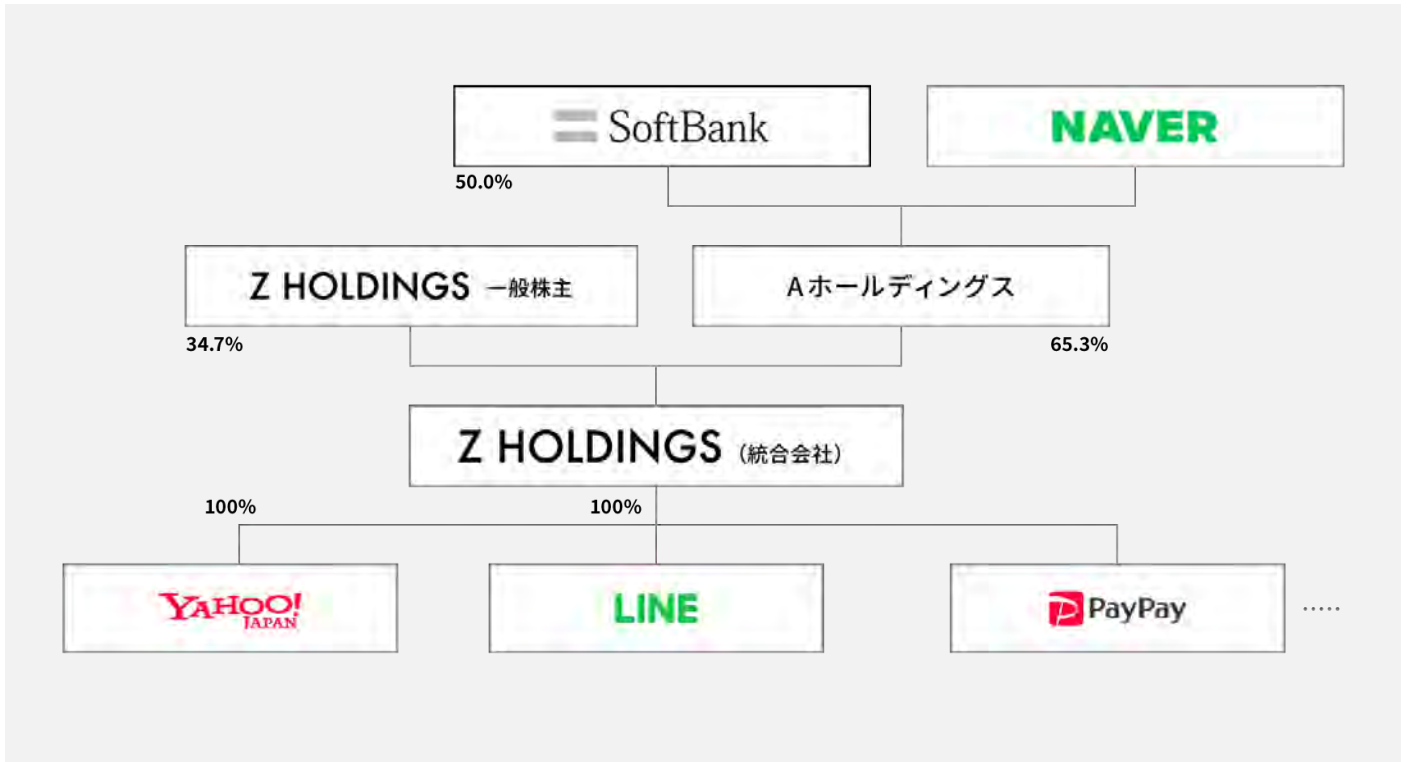 SoftBank
NAVER
50.0%
Z HOLDINGS 一般株主
Aホールディングス
34.7%
65.3%
Z HOLDINGS (統合会社)
100%
100%
YAHOO!
JAPAN
LINE
PayPay
.....